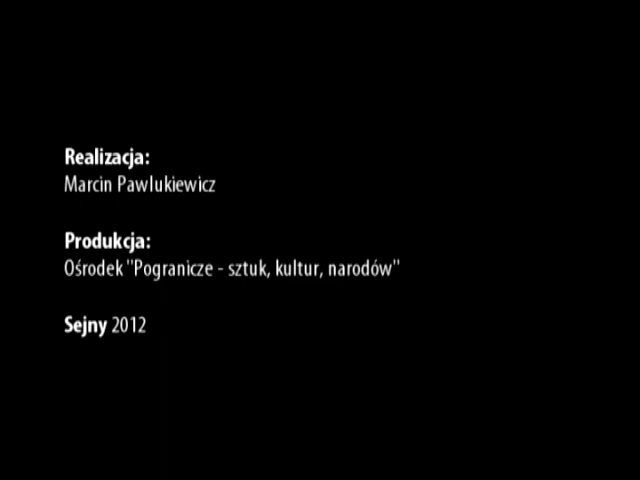 Realizacja:
Marcin Pawlukiewicz
Produkcja:
Ośrodek "Pogranicze - sztuk, kultur, narodów"
Sejny 2012